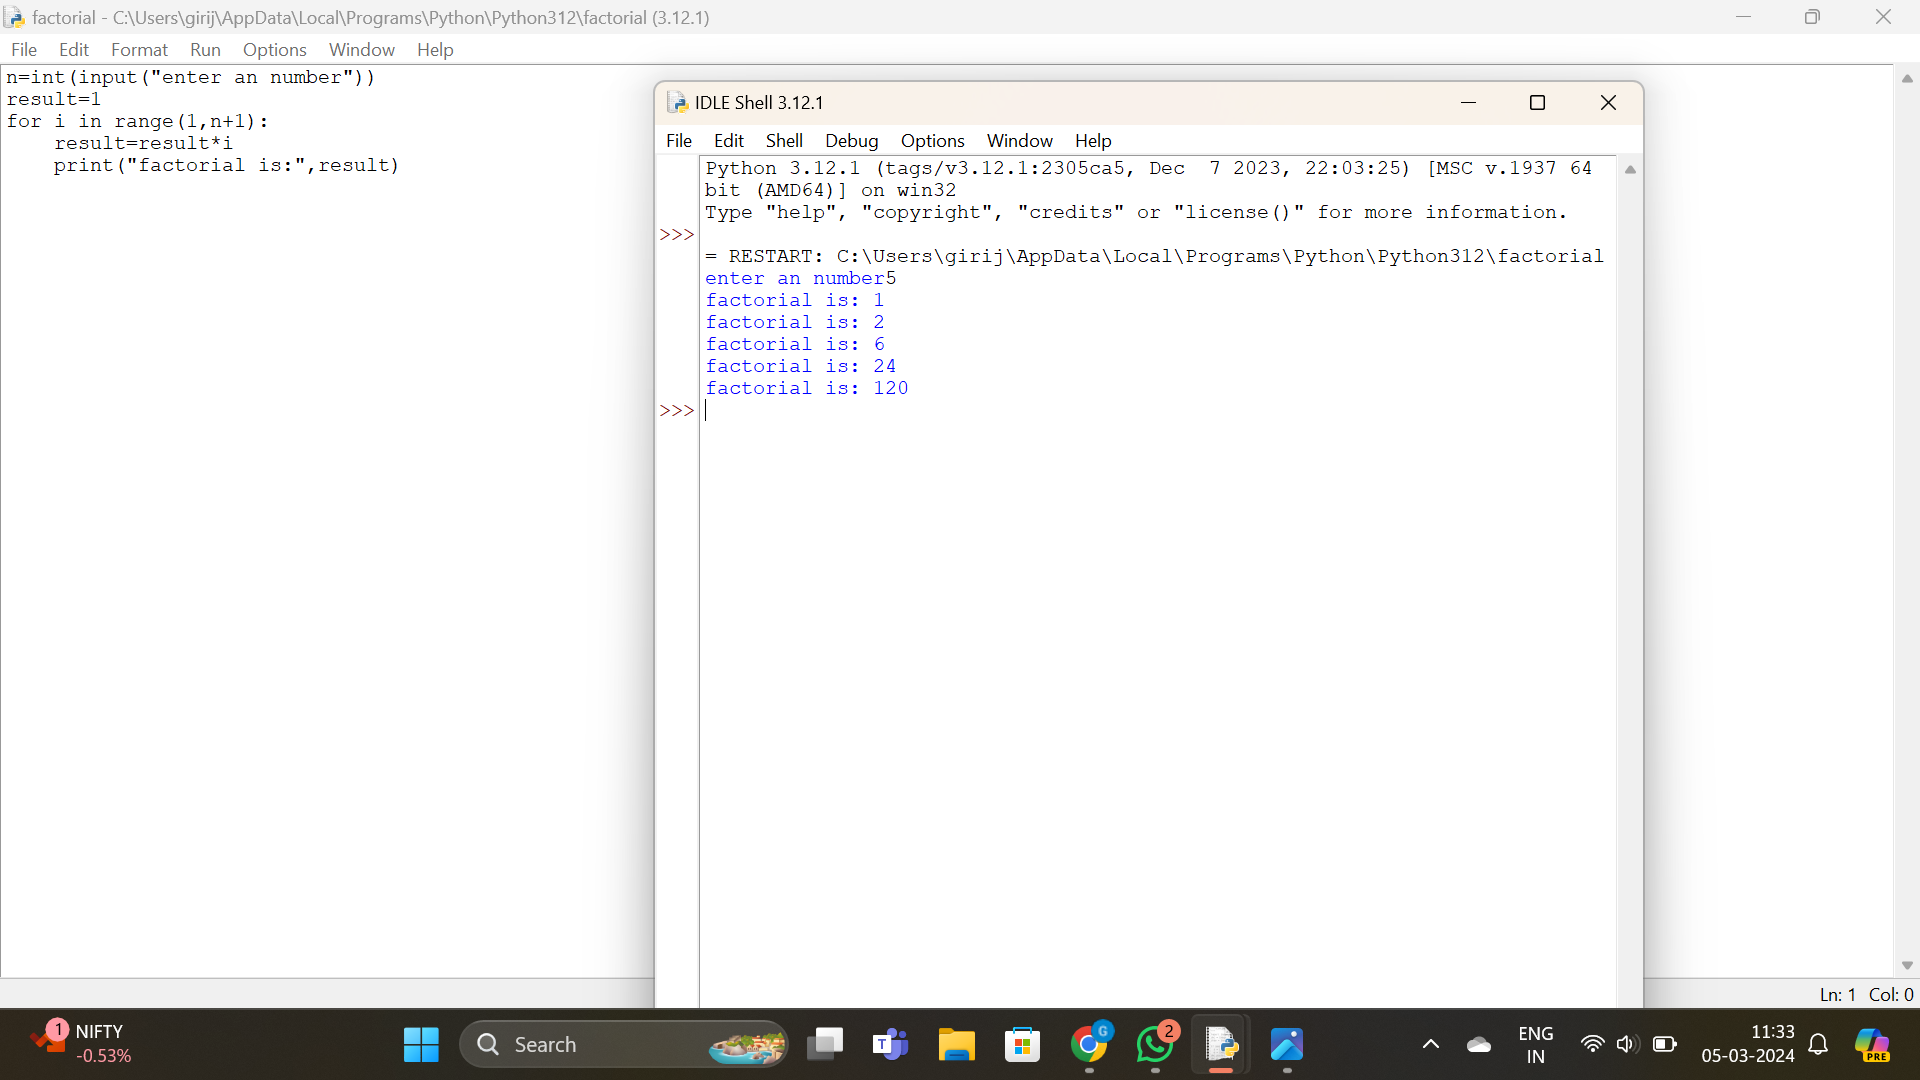 factorial - C:\Users\girij\AppData\Local\Programs\Python\Python312\factorial (3.12.1)
File Edit Format Run Options Window Help
n=int(input("enter an number"))
result=1
for i in range(1,n+1):
    result=result*i
    print("factorial is:",result)
IDLE Shell 3.12.1
File Edit Shell Debug Options Window Help
Python 3.12.1 (tags/v3.12.1:2305ca5, Dec  7 2023, 22:03:25) [MSC v.1937 64
bit (AMD64)] on win32
Type "help", "copyright", "credits" or "license()" for more information.
>>>
= RESTART: C:\Users\girij\AppData\Local\Programs\Python\Python312\factorial
enter an number5
factorial is: 1
factorial is: 2
factorial is: 6
factorial is: 24
factorial is: 120
>>>
Ln: 1 Col: 0
1 NIFTY
-0.53%
Search
T
G
2
ENG
IN
11:33
05-03-2024
PRE